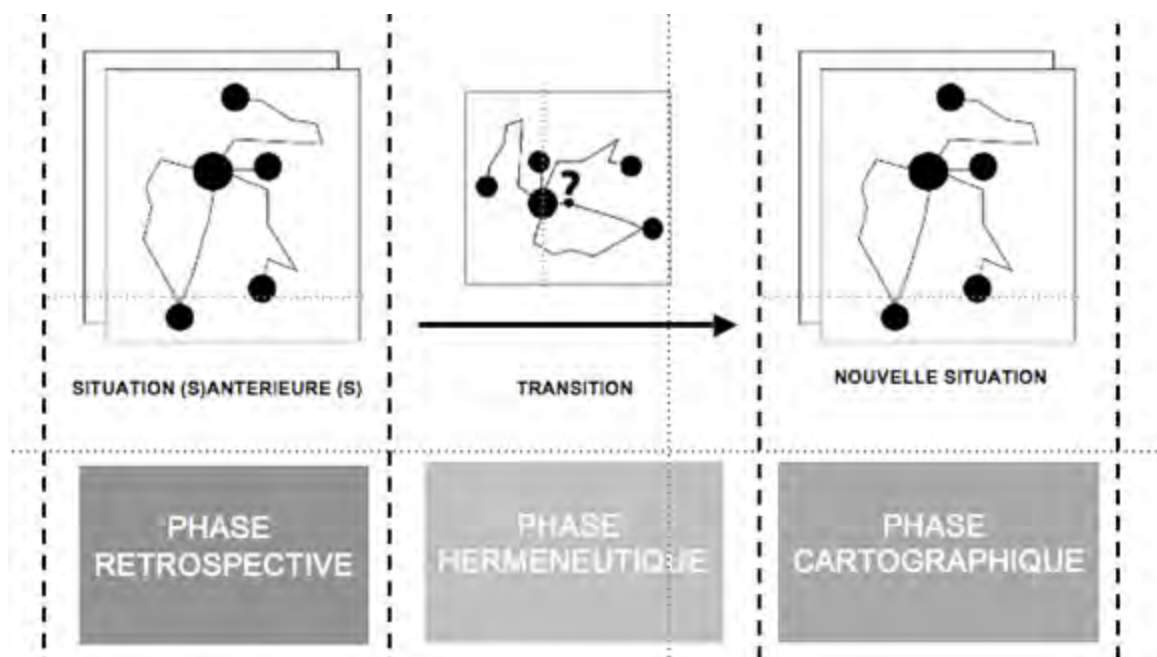 ?
SITUATION (S)ANTERIEURE (S)
TRANSITION
NOUVELLE SITUATION
PHASE
RETROSPECTIVE
PHASE
HERMENEUTIQUE
PHASE
CARTOGRAPHIQUE